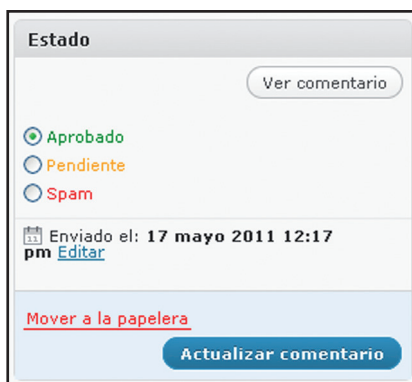 Estado
Ver comentario
Aprobado
Pendiente
Spam
Enviado el: 17 mayo 2011 12:17
pm Editar
Mover a la papelera
Actualizar comentario